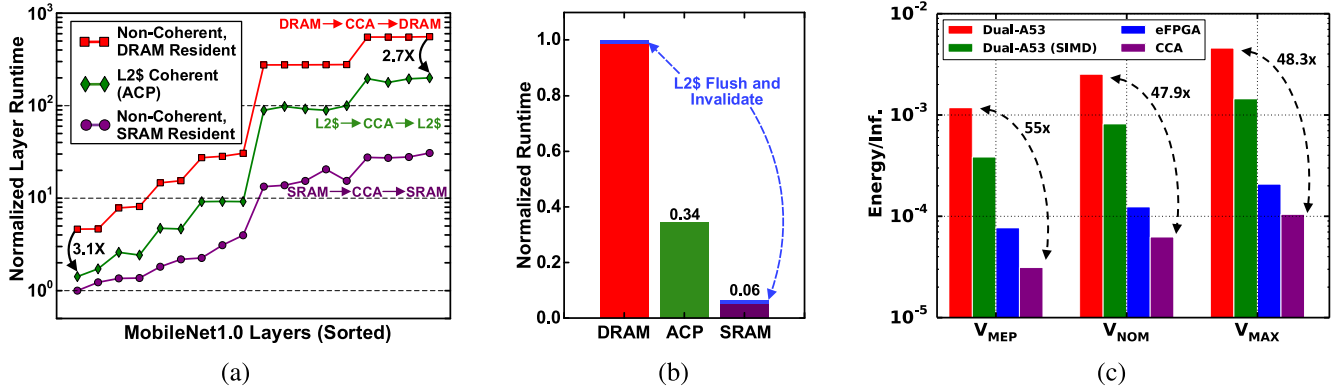 Normalized Layer Runtime
10³
10²
10¹
10⁰
Non-Coherent,
DRAM Resident
L2$ Coherent
(ACP)
Non-Coherent,
SRAM Resident
DRAM→CCA→DRAM
2.7X
L2$→CCA→L2$
SRAM→CCA→SRAM
3.1X
MobileNet1.0 Layers (Sorted)
(a)
Normalized Runtime
1.0
0.8
0.6
0.4
0.2
0.0
L2$ Flush and
Invalidate
0.34
0.06
DRAM ACP SRAM
(b)
Energy/Inf.
10⁻²
10⁻³
10⁻⁴
10⁻⁵
Dual-A53
Dual-A53 (SIMD)
eFPGA
CCA
55x
47.9x
48.3x
V_MEP V_NOM V_MAX
(c)